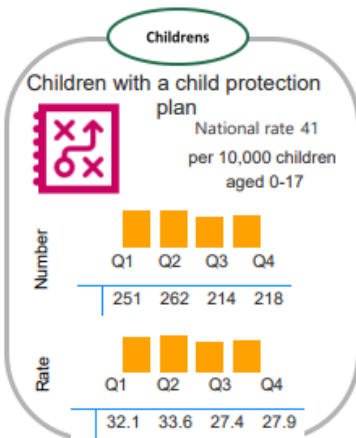 Childrens
Children with a child protection
plan
National rate 41
per 10,000 children
aged 0-17
Number
Q1 Q2 Q3 Q4
251 262 214 218
Rate
Q1 Q2 Q3 Q4
32.1 33.6 27.4 27.9